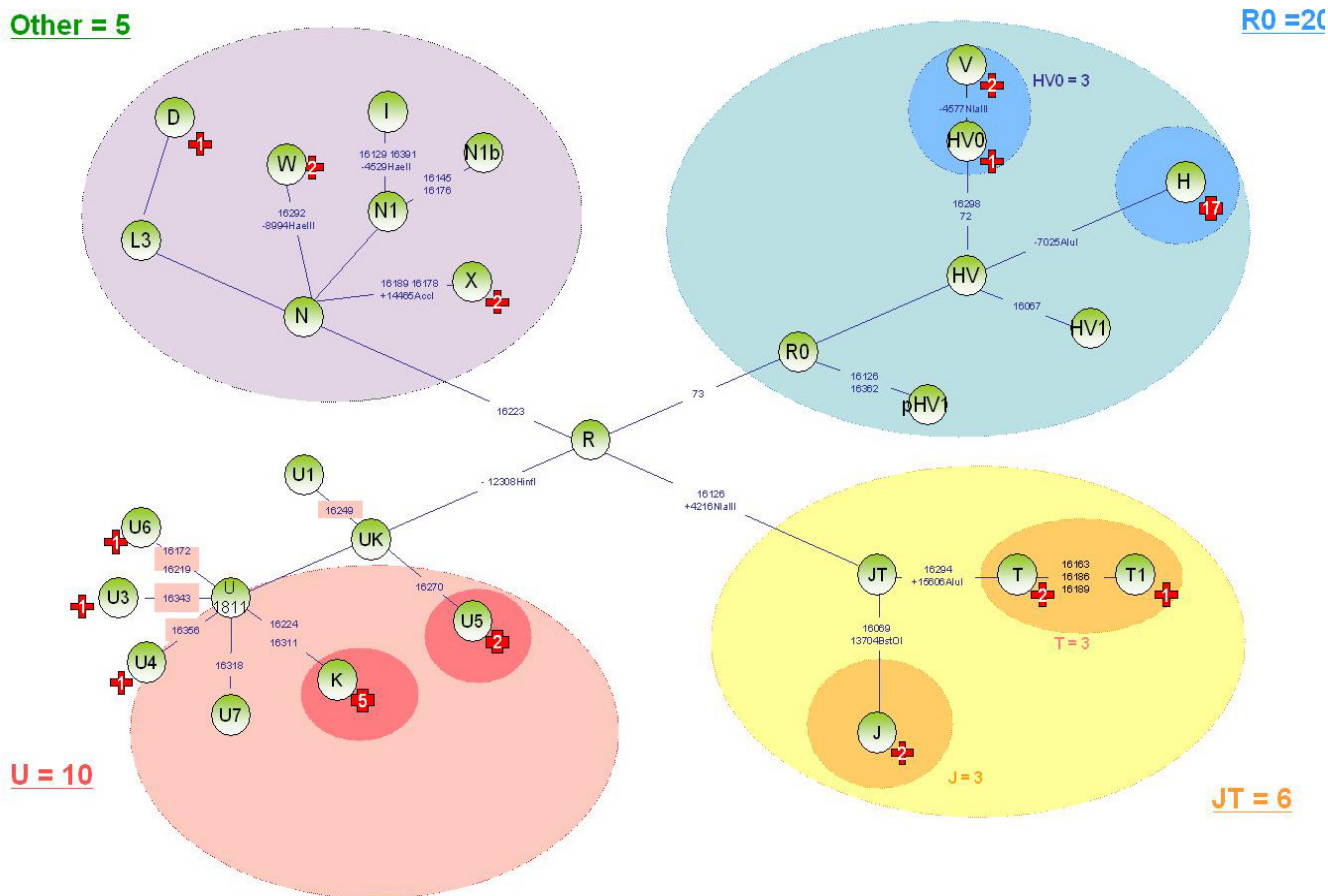 Other = 5
R0 =20
V
HV0 = 3
2
-4577NlaIII
D
I
1
HV0
1
W
2
16129 16391
-4529HaeII
N1b
16145
16176
H
17
16292
-8994HaeIII
N1
16298
72
L3
-7025AluI
16189 16178
+14465AccI
X
2
HV
N
16067
HV1
R0
16126
16362
pHV1
73
16223
R
U1
- 12308HinfI
16249
16126
+4216NlaIII
U6
1
UK
16172
16219
JT
16294
+15606AluI
T
2
16163
16186
16189
T1
1
U3
1
16343
U
1811
16270
U5
2
16356
16224
16311
16069
13704BstOI
T = 3
U4
1
16318
K
5
U7
J
2
U = 10
J = 3
JT = 6